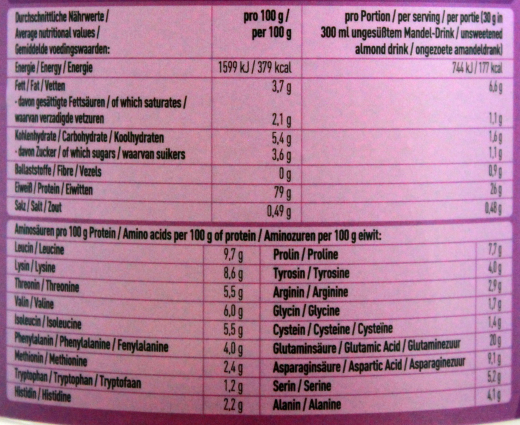 Durchschnittliche Nährwerte / pro 100 g / pro Portion / per serving / per portie (30 g in
Average nutritional values / per 100 g 300 ml ungesüßtem Mandel-Drink / unsweetened
Gemiddelde voedingswaarden: almond drink / ongezoete amandeldrank)
Energie / Energy / Energie 1599 kJ / 379 kcal 744 kJ / 177 kcal
Fett / Fat / Vetten 3,7 g 6,6 g
- davon gesättigte Fettsäuren / of which saturates /
waarvan verzadigde vetzuren 2,1 g 1,1 g
Kohlenhydrate / Carbohydrate / Koolhydraten 5,4 g 1,6 g
- davon Zucker / of which sugars / waarvan suikers 3,6 g 1,1 g
Ballaststoffe / Fibre / Vezels 0 g 0,9 g
Eiweiß / Protein / Eiwitten 79 g 26 g
Salz / Salt / Zout 0,49 g 0,48 g
Aminosäuren pro 100 g Protein / Amino acids per 100 g of protein / Aminozuren per 100 g eiwit:
Leucin / Leucine 9,7 g Prolin / Proline 7,7 g
Lysin / Lysine 8,6 g Tyrosin / Tyrosine 4,0 g
Threonin / Threonine 5,5 g Arginin / Arginine 2,9 g
Valin / Valine 6,0 g Glycin / Glycine 1,7 g
Isoleucin / Isoleucine 5,5 g Cystein / Cysteine / Cysteïne 1,4 g
Phenylalanin / Phenylalanine / Fenylalanine 4,0 g Glutaminsäure / Glutamic Acid / Glutaminezuur 20 g
Methionin / Methionine 2,4 g Asparaginsäure / Aspartic Acid / Asparaginezuur 9,1 g
Tryptophan / Tryptophan / Tryptofaan 1,2 g Serin / Serine 5,2 g
Histidin / Histidine 2,2 g Alanin / Alanine 4,1 g